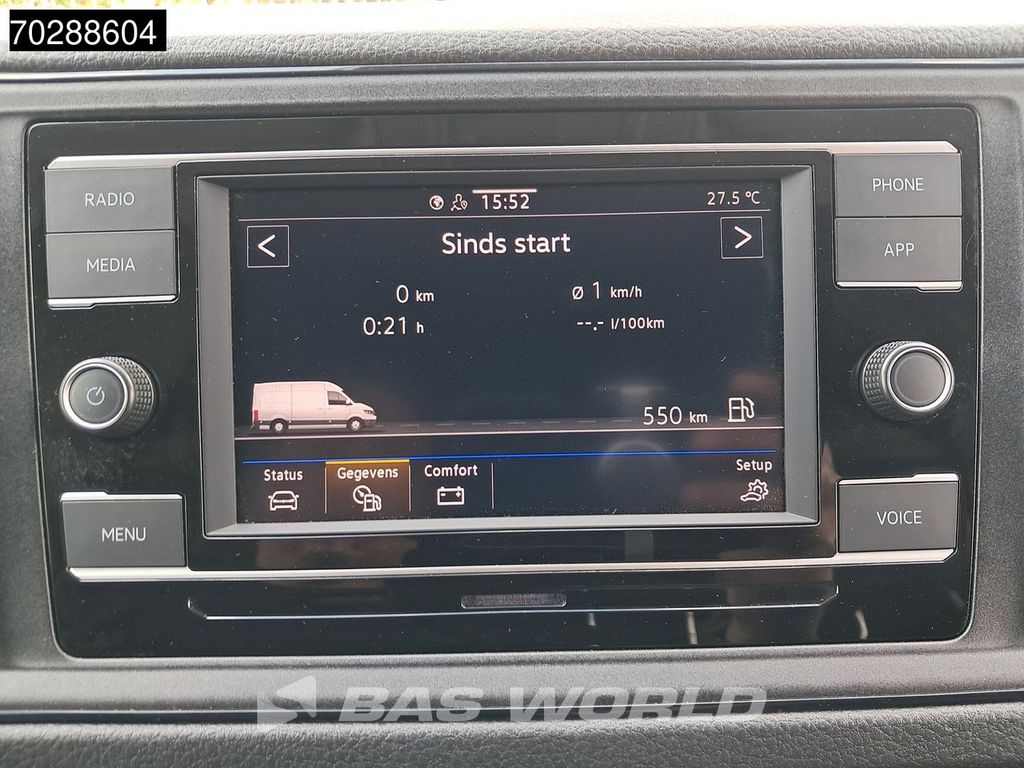 70288604
RADIO
MEDIA
MENU
PHONE
APP
VOICE
15:52
27.5 °C
<
Sinds start
>
0 km
Ø 1 km/h
0:21 h
--.- l/100km
550 km
Status
Gegevens
Comfort
Setup
BAS WORLD